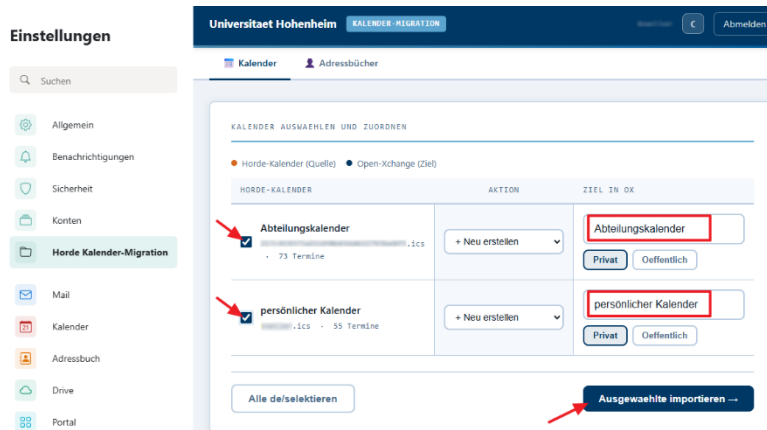 Einstellungen
Suchen
Allgemein
Benachrichtigungen
Sicherheit
Konten
Horde Kalender-Migration
Mail
Kalender
Adressbuch
Drive
Portal
Universitaet Hohenheim KALENDER-MIGRATION
Abmelden
Kalender Adressbücher
KALENDER AUSWAEHLEN UND ZUORDNEN
Horde-Kalender (Quelle) Open-Xchange (Ziel)
HORDE-KALENDER AKTION ZIEL IN OX
Abteilungskalender + Neu erstellen Abteilungskalender
.ics
· 73 Termine
Privat Oeffentlich
persönlicher Kalender + Neu erstellen persönlicher Kalender
.ics · 55 Termine
Privat Oeffentlich
Alle de/selektieren Ausgewaehlte importieren →